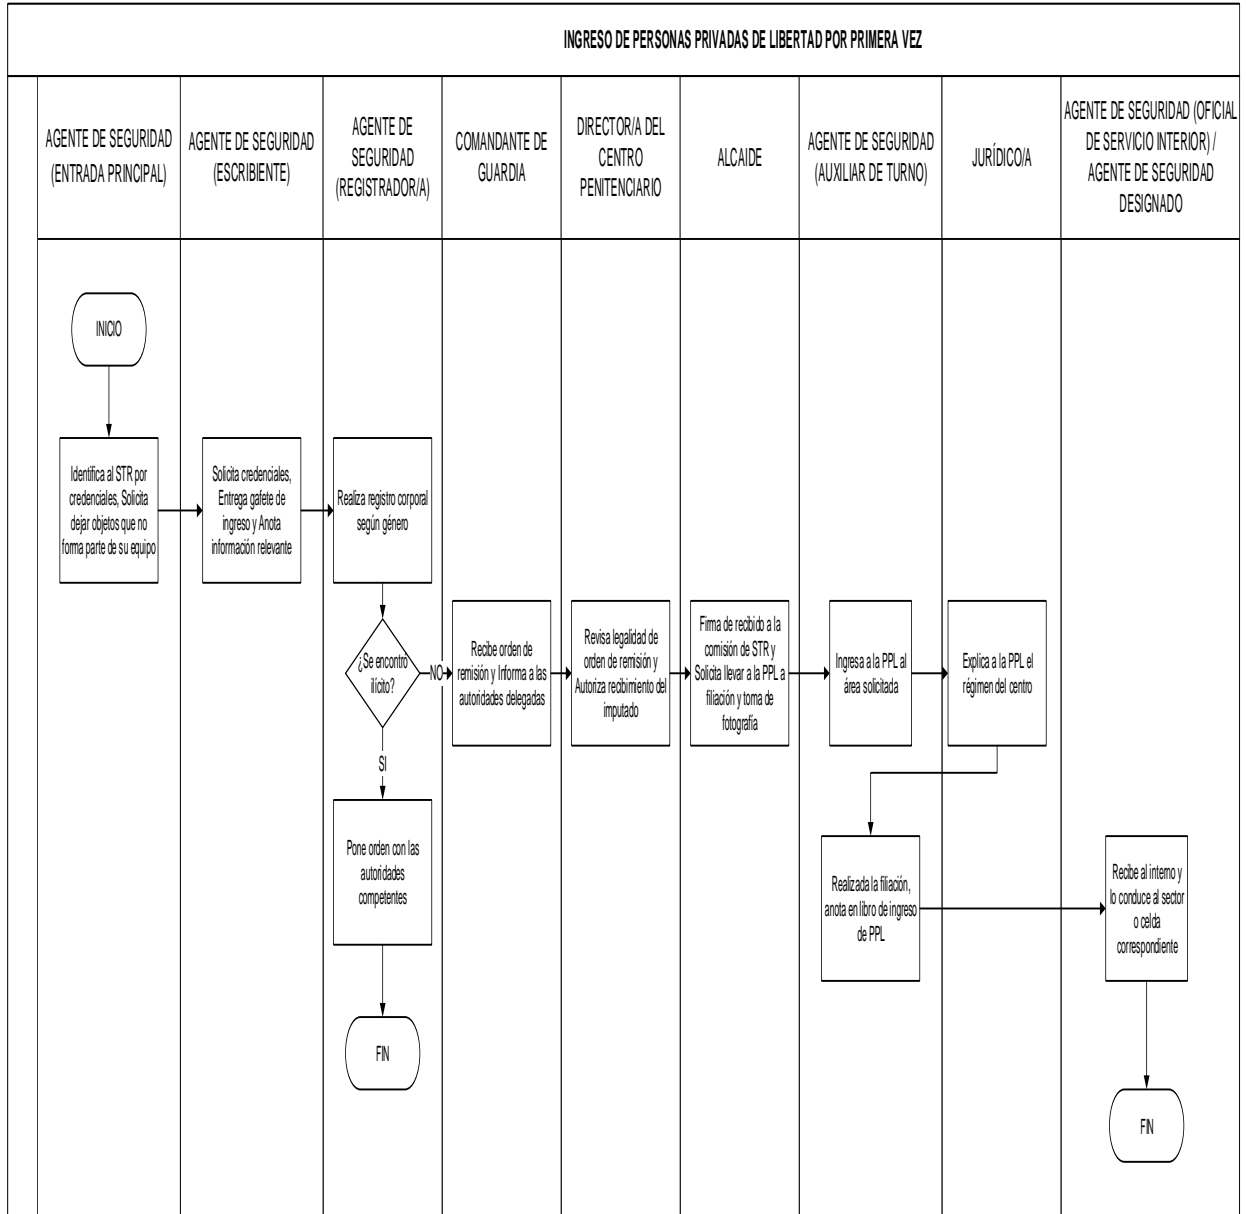 INGRESO DE PERSONAS PRIVADAS DE LIBERTAD POR PRIMERA VEZ
AGENTE DE SEGURIDAD
(ENTRADA PRINCIPAL)
AGENTE DE SEGURIDAD
(ESCRIBIENTE)
AGENTE DE
SEGURIDAD
(REGISTRADOR/A)
COMANDANTE DE
GUARDIA
DIRECTOR/A DEL
CENTRO
PENITENCIARIO
ALCAIDE
AGENTE DE SEGURIDAD
(AUXILIAR DE TURNO)
JURÍDICO/A
AGENTE DE SEGURIDAD (OFICIAL
DE SERVICIO INTERIOR) /
AGENTE DE SEGURIDAD
DESIGNADO
INICIO
Identifica al STR por
credenciales, Solicita
dejar objetos que no
forma parte de su equipo
Solicita credenciales,
Entrega gafete de
ingreso y Anota
información relevante
Realiza registro corporal
según género
¿Se encontro
ilícito?
NO
SI
Recibe orden de
remisión y Informa a las
autoridades delegadas
Revisa legalidad de
orden de remisión y
Autoriza recibimiento del
imputado
Firma de recibido a la
comisión de STR y
Solicita llevar a la PPL a
filiación y toma de
fotografía
Ingresa a la PPL al
área solicitada
Explica a la PPL el
régimen del centro
Pone orden con las
autoridades
competentes
Realizada la filiación,
anota en libro de ingreso
de PPL
Recibe al interno y
lo conduce al sector
o celda
correspondiente
FIN
FIN